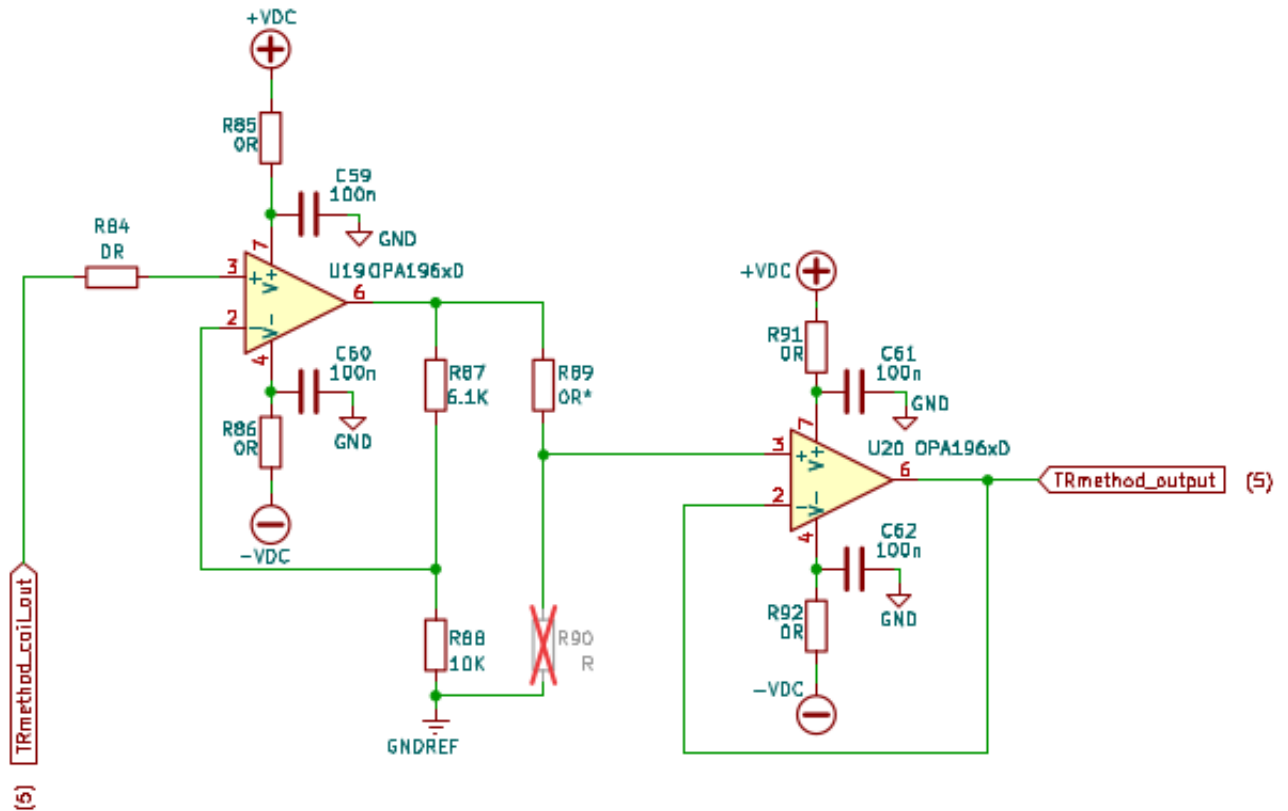 +VDC
R85
0R
C59
100n
GND
R84
0R
7
3
+
V+
U19 OPA196xD
6
2
-
V-
4
C60
100n
GND
R86
0R
-VDC
R87
6.1K
R89
0R*
R88
10K
R90
R
GNDREF
TRmethod_coil_out
(5)
+VDC
R91
0R
C61
100n
GND
7
3
+
V+
U20 OPA196xD
6
2
-
V-
4
C62
100n
GND
R92
0R
-VDC
TRmethod_output
(5)